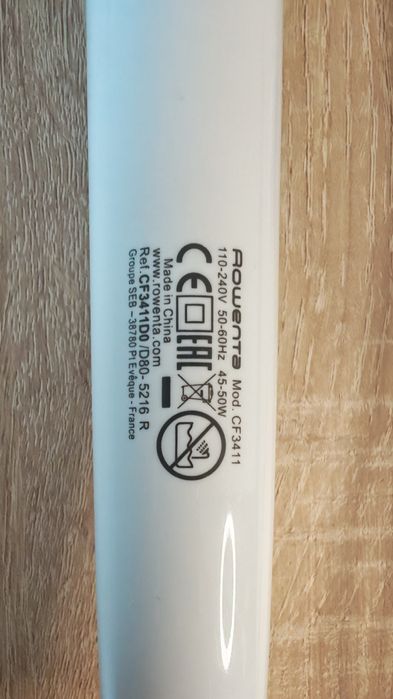 Rowenta Mod. CF3411
110-240V 50-60Hz 45-50W
CE EAC
Made in China
www.rowenta.com
Ref.CF3411D0 /D80- 5216 R
Groupe SEB – 38780 Pt Evêque - France